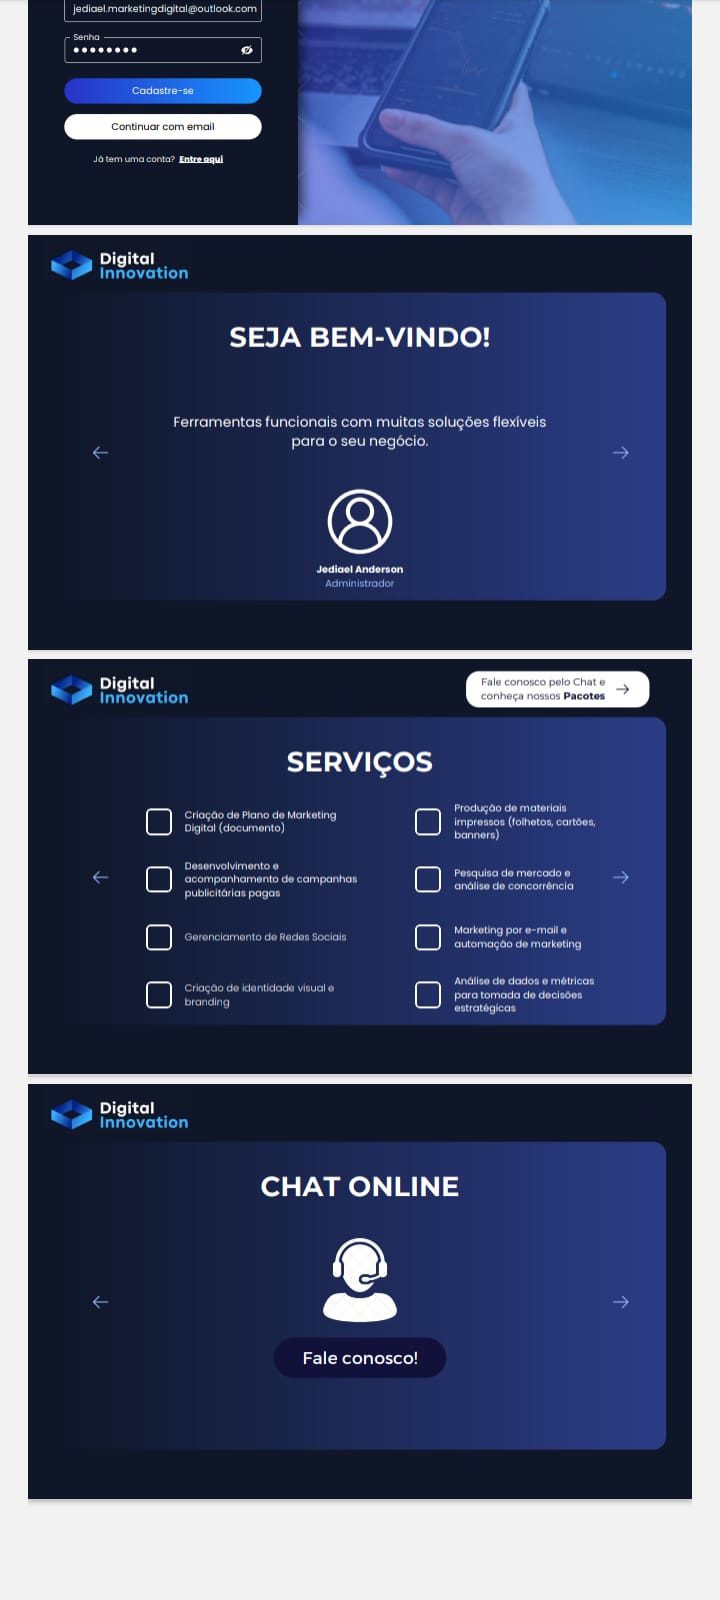 jediael.marketingdigital@outlook.com
Senha
Cadastre-se
Continuar com email
Já tem uma conta? Entre aqui
Digital
Innovation
SEJA BEM-VINDO!
Ferramentas funcionais com muitas soluções flexíveis
para o seu negócio.
Jediael Anderson
Administrador
Digital
Innovation
Fale conosco pelo Chat e
conheça nossos Pacotes
SERVIÇOS
Criação de Plano de Marketing
Digital (documento)
Desenvolvimento e
acompanhamento de campanhas
publicitárias pagas
Gerenciamento de Redes Sociais
Criação de identidade visual e
branding
Produção de materiais
impressos (folhetos, cartões,
banners)
Pesquisa de mercado e
análise de concorrência
Marketing por e-mail e
automação de marketing
Análise de dados e métricas
para tomada de decisões
estratégicas
Digital
Innovation
CHAT ONLINE
Fale conosco!